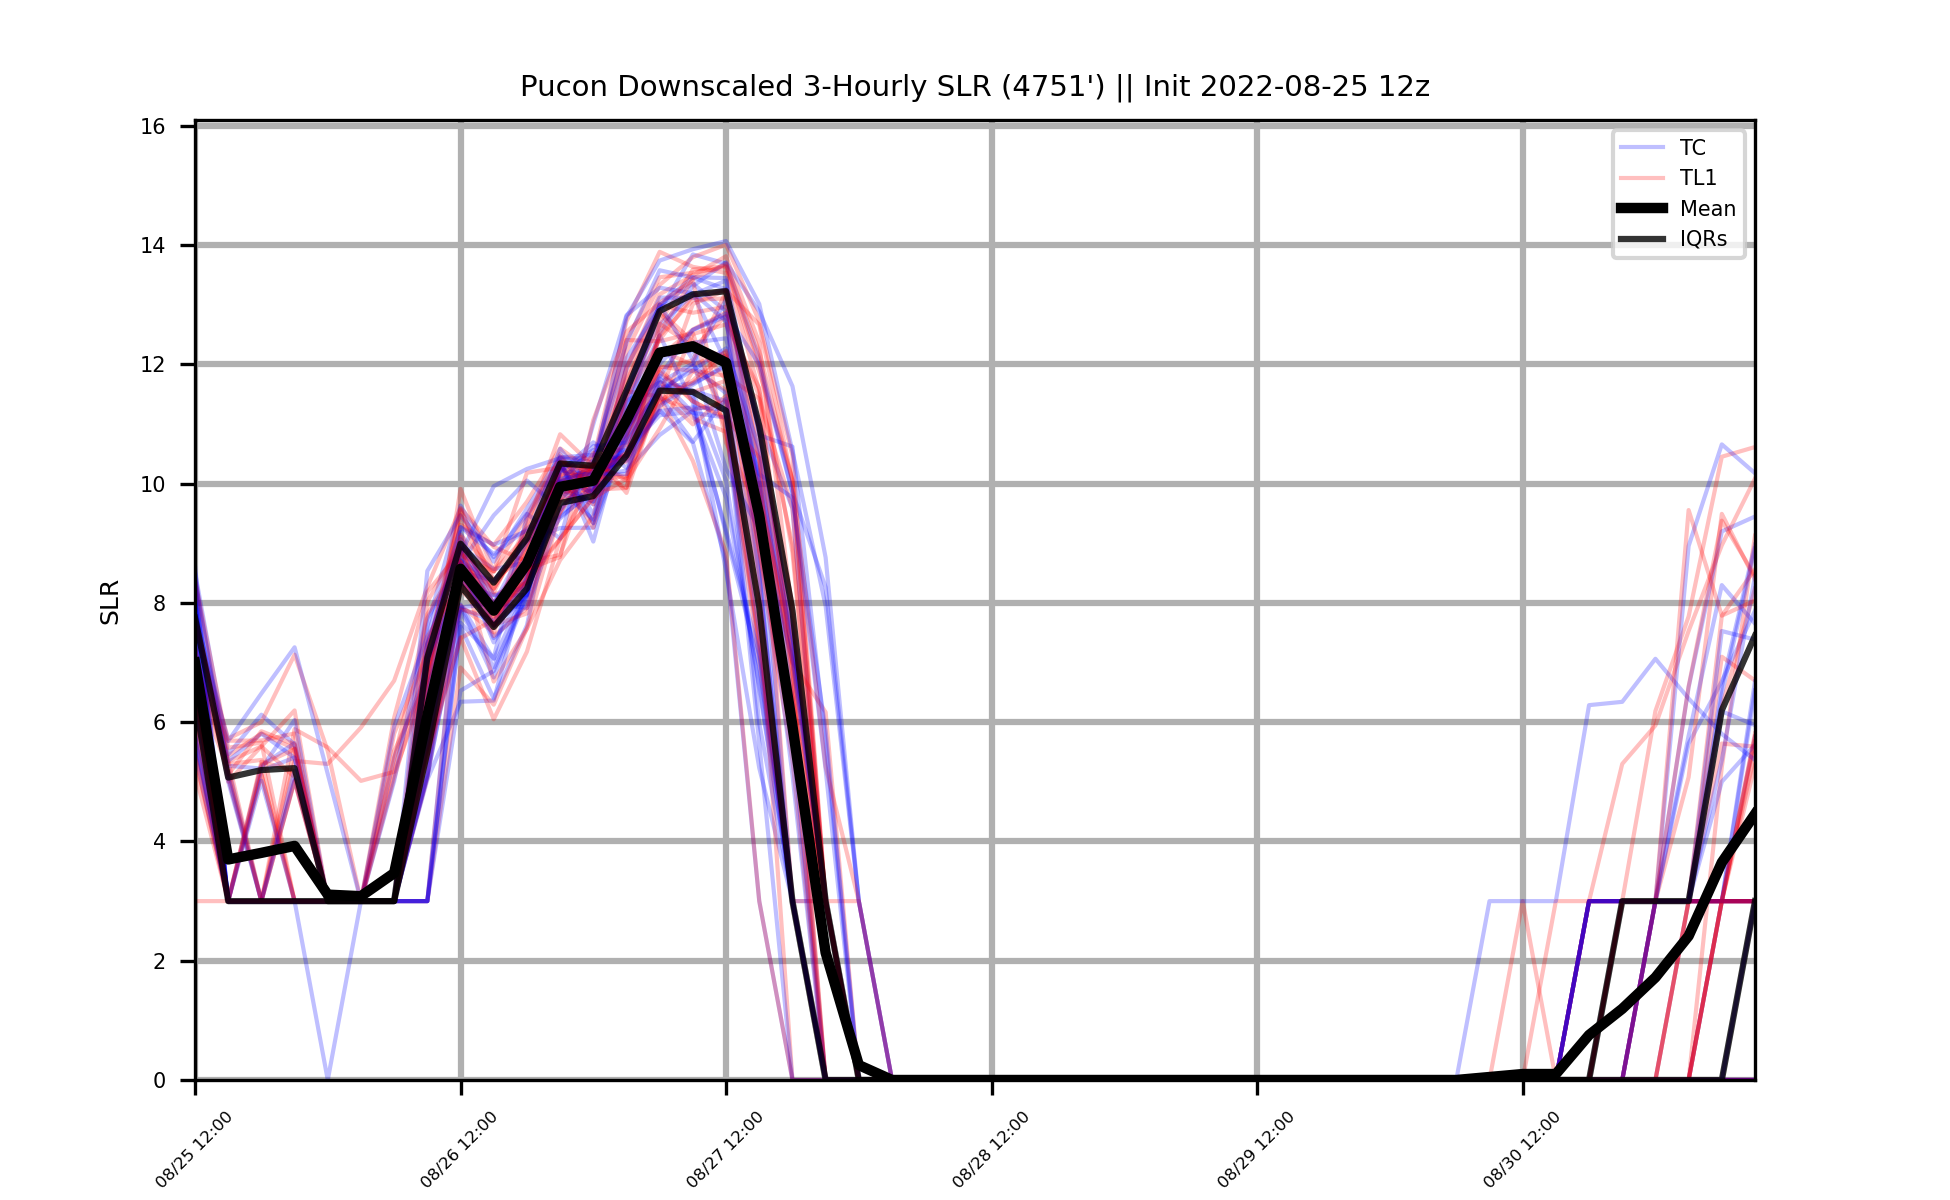 Pucon Downscaled 3-Hourly SLR (4751') || Init 2022-08-25 12z
16
14
12
10
8
6
4
2
0
SLR
TC
TL1
Mean
IQRs
08/25 12:00
08/26 12:00
08/27 12:00
08/28 12:00
08/29 12:00
08/30 12:00